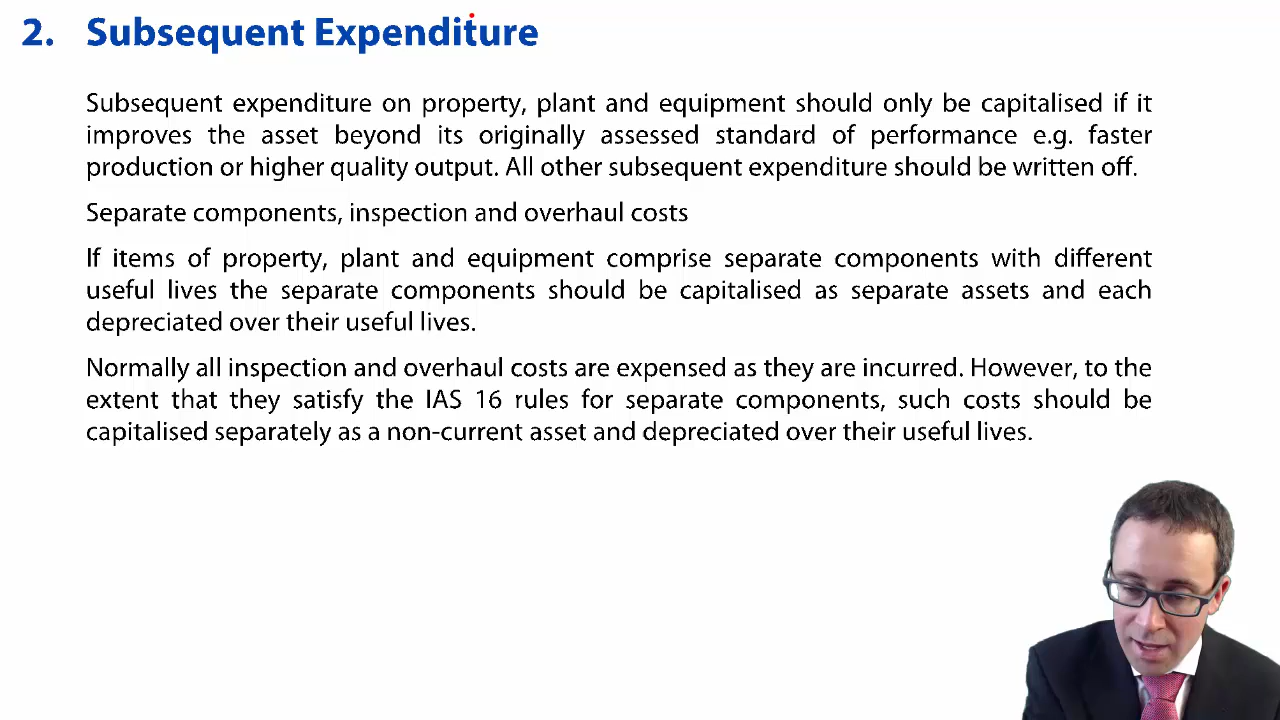 2. Subsequent Expenditure
Subsequent expenditure on property, plant and equipment should only be capitalised if it
improves the asset beyond its originally assessed standard of performance e.g. faster
production or higher quality output. All other subsequent expenditure should be written off.
Separate components, inspection and overhaul costs
If items of property, plant and equipment comprise separate components with different
useful lives the separate components should be capitalised as separate assets and each
depreciated over their useful lives.
Normally all inspection and overhaul costs are expensed as they are incurred. However, to the
extent that they satisfy the IAS 16 rules for separate components, such costs should be
capitalised separately as a non-current asset and depreciated over their useful lives.